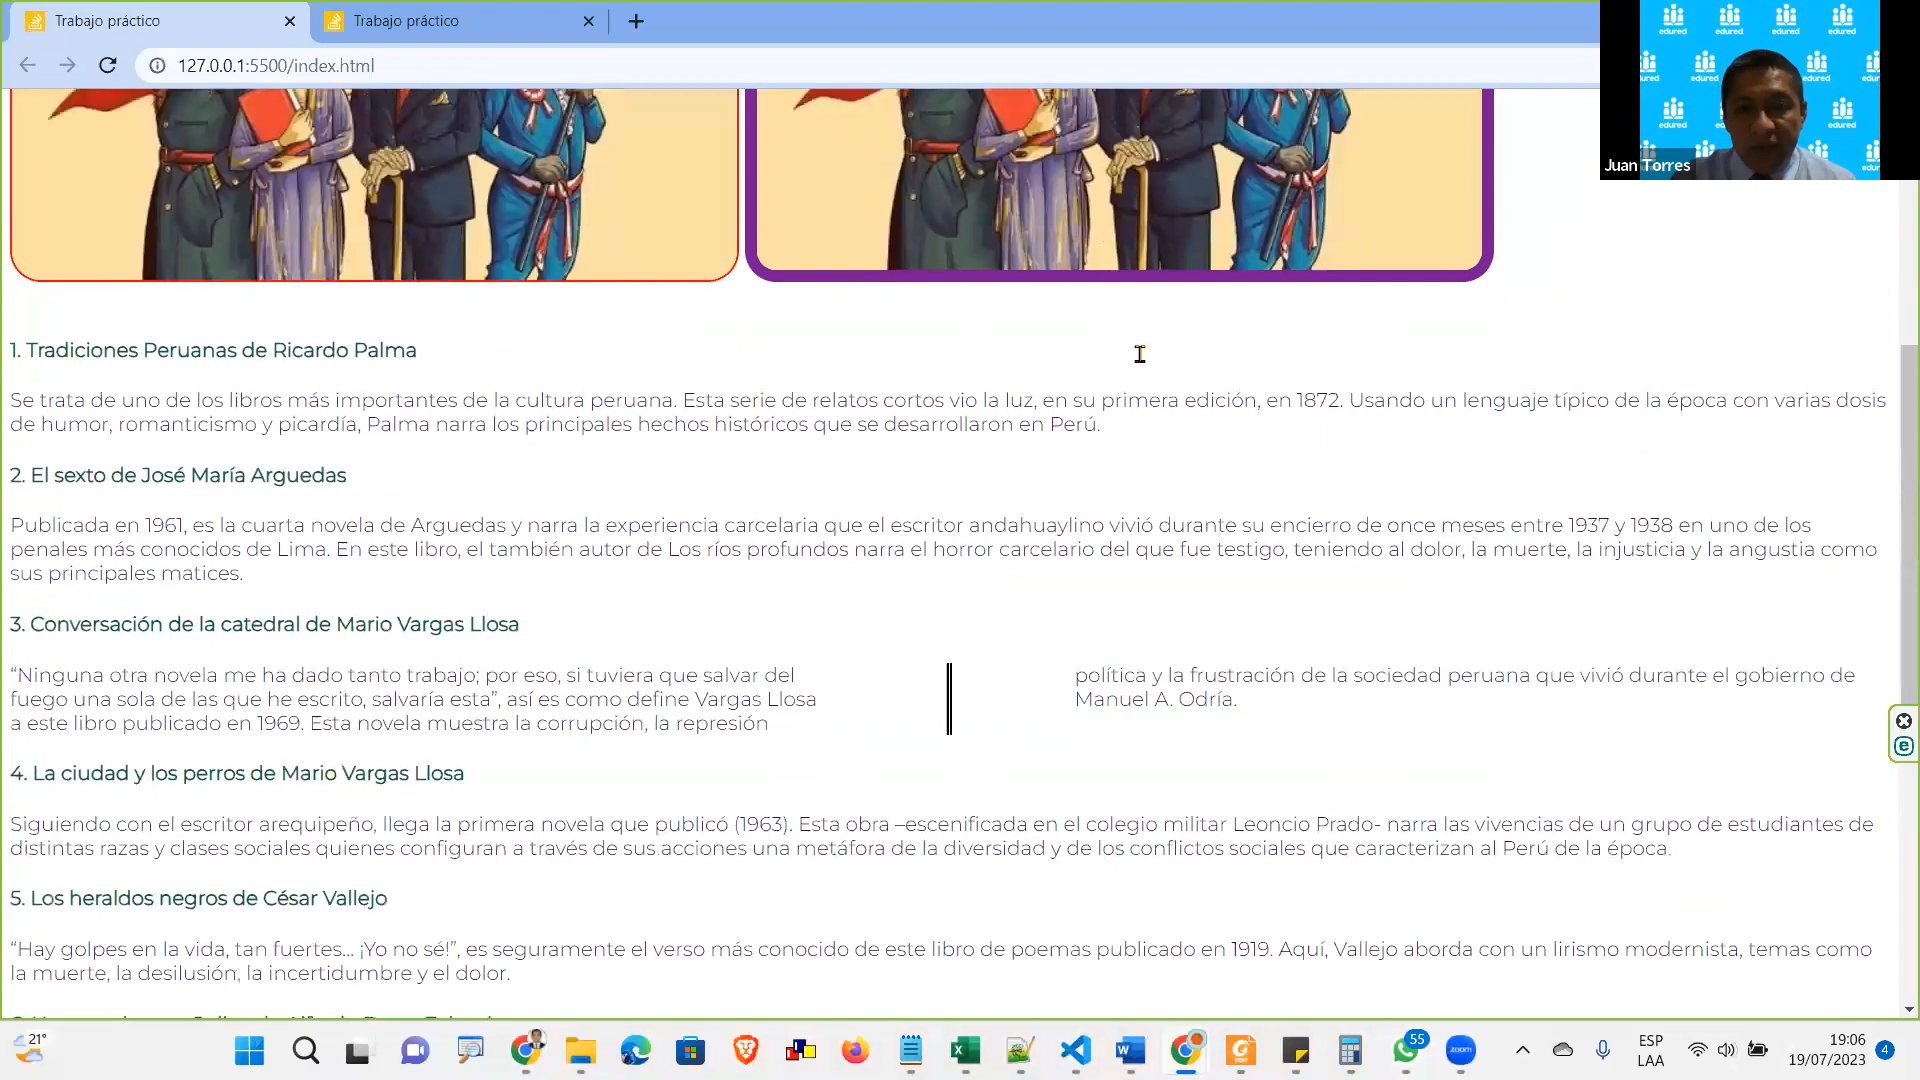 Trabajo práctico
Trabajo práctico
127.0.0.1:5500/index.html
edured edured edured edured
edured edured
edured edured
Juan Torres
1. Tradiciones Peruanas de Ricardo Palma
Se trata de uno de los libros más importantes de la cultura peruana. Esta serie de relatos cortos vio la luz, en su primera edición, en 1872. Usando un lenguaje típico de la época con varias dosis
de humor, romanticismo y picardía, Palma narra los principales hechos históricos que se desarrollaron en Perú.
2. El sexto de José María Arguedas
Publicada en 1961, es la cuarta novela de Arguedas y narra la experiencia carcelaria que el escritor andahuaylino vivió durante su encierro de once meses entre 1937 y 1938 en uno de los
penales más conocidos de Lima. En este libro, el también autor de Los ríos profundos narra el horror carcelario del que fue testigo, teniendo al dolor, la muerte, la injusticia y la angustia como
sus principales matices.
3. Conversación de la catedral de Mario Vargas Llosa
“Ninguna otra novela me ha dado tanto trabajo; por eso, si tuviera que salvar del
fuego una sola de las que he escrito, salvaría esta”, así es como define Vargas Llosa
a este libro publicado en 1969. Esta novela muestra la corrupción, la represión
política y la frustración de la sociedad peruana que vivió durante el gobierno de
Manuel A. Odría.
4. La ciudad y los perros de Mario Vargas Llosa
Siguiendo con el escritor arequipeño, llega la primera novela que publicó (1963). Esta obra –escenificada en el colegio militar Leoncio Prado- narra las vivencias de un grupo de estudiantes de
distintas razas y clases sociales quienes configuran a través de sus acciones una metáfora de la diversidad y de los conflictos sociales que caracterizan al Perú de la época.
5. Los heraldos negros de César Vallejo
“Hay golpes en la vida, tan fuertes... ¡Yo no sé!”, es seguramente el verso más conocido de este libro de poemas publicado en 1919. Aquí, Vallejo aborda con un lirismo modernista, temas como
la muerte, la desilusión, la incertidumbre y el dolor.
21°
55
zoom
ESP
LAA
19:06
19/07/2023
4